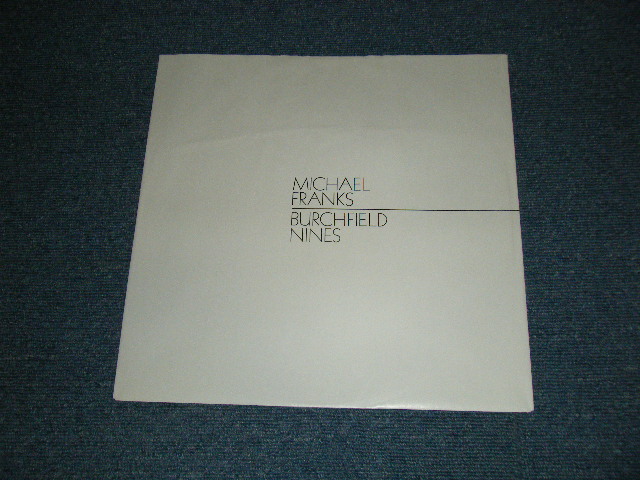 MICHAEL
FRANKS
BURCHFIELD
NINES